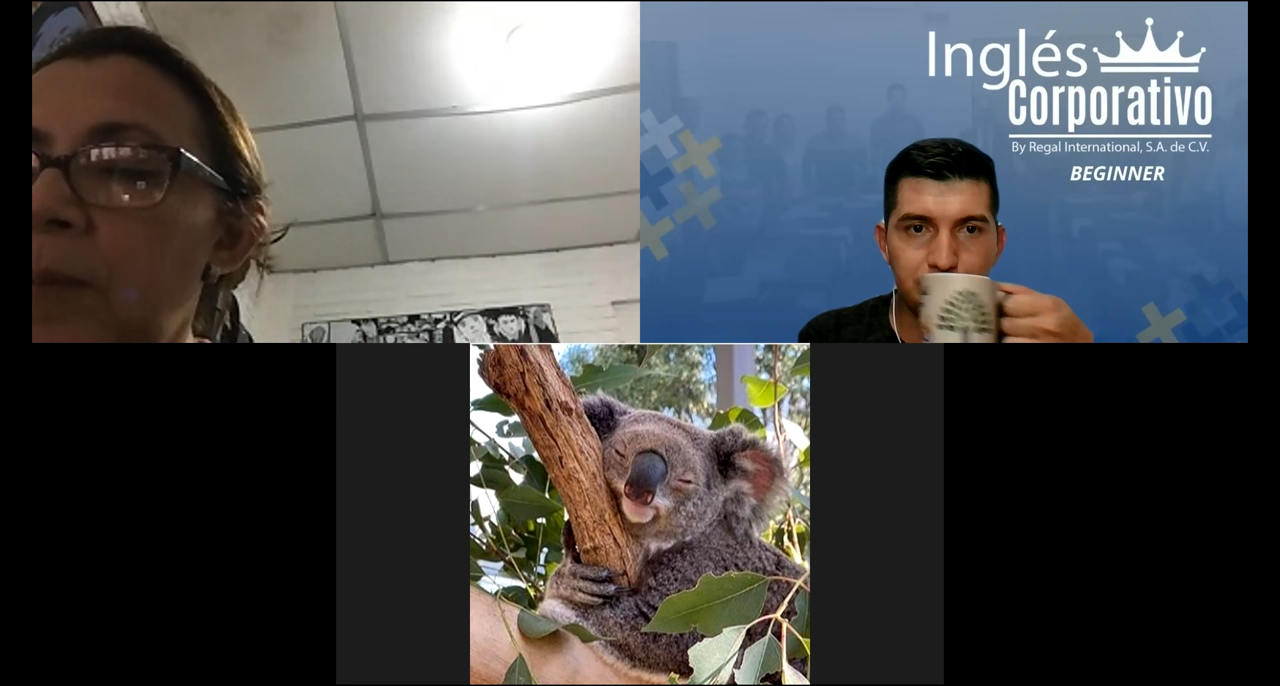 Inglés
Corporativo
By Regal International, S.A. de C.V.
BEGINNER